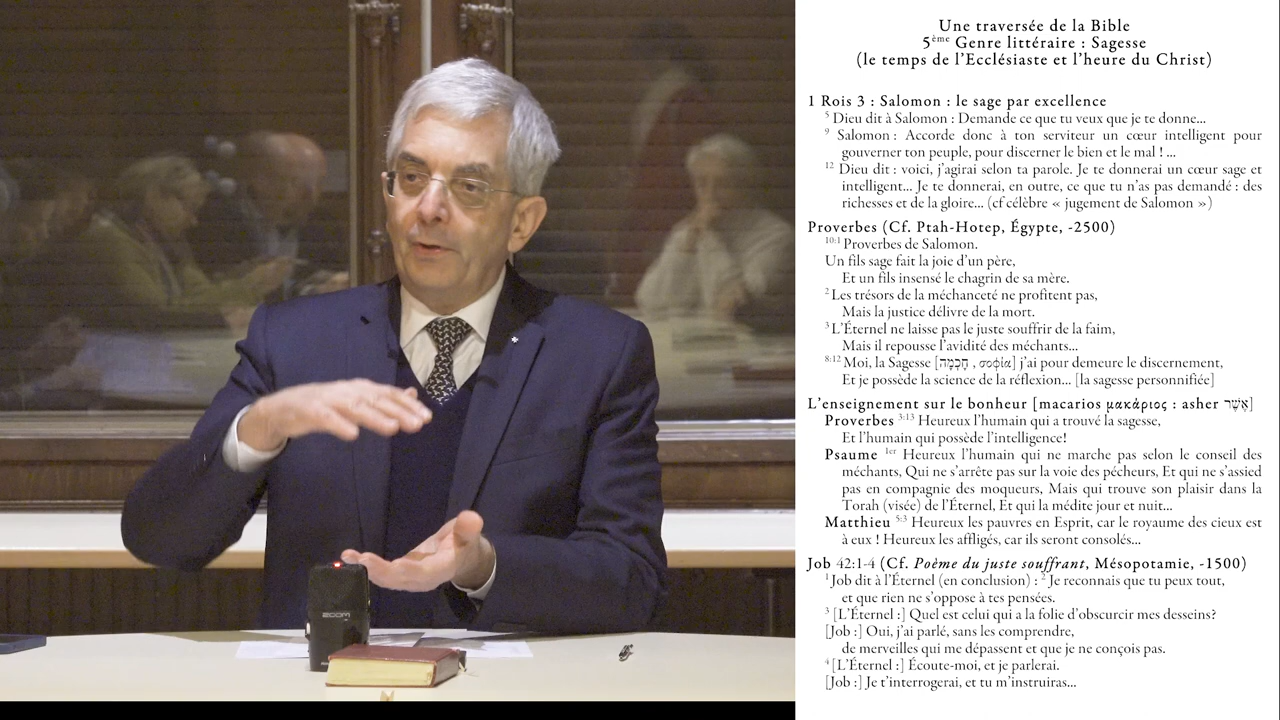 Une traversée de la Bible
5ème Genre littéraire : Sagesse
(le temps de l'Ecclésiaste et l'heure du Christ)
1 Rois 3 : Salomon : le sage par excellence
5 Dieu dit à Salomon : Demande ce que tu veux que je te donne...
9 Salomon : Accorde donc à ton serviteur un cœur intelligent pour
gouverner ton peuple, pour discerner le bien et le mal ! ...
12 Dieu dit : voici, j'agirai selon ta parole. Je te donnerai un cœur sage et
intelligent... Je te donnerai, en outre, ce que tu n'as pas demandé : des
richesses et de la gloire... (cf célèbre « jugement de Salomon »)
Proverbes (Cf. Ptah-Hotep, Égypte, -2500)
10:1 Proverbes de Salomon.
Un fils sage fait la joie d'un père,
Et un fils insensé le chagrin de sa mère.
2 Les trésors de la méchanceté ne profitent pas,
Mais la justice délivre de la mort.
3 L'Éternel ne laisse pas le juste souffrir de la faim,
Mais il repousse l'avidité des méchants...
8:12 Moi, la Sagesse [חָכְמָה , σοφία] j'ai pour demeure le discernement,
Et je possède la science de la réflexion... [la sagesse personnifiée]
L'enseignement sur le bonheur [macarios μακάριος : asher אָשֶׁר]
Proverbes 3:13 Heureux l'humain qui a trouvé la sagesse,
Et l'humain qui possède l'intelligence!
Psaume 1er Heureux l'humain qui ne marche pas selon le conseil des
méchants, Qui ne s'arrête pas sur la voie des pécheurs, Et qui ne s'assied
pas en compagnie des moqueurs, Mais qui trouve son plaisir dans la
Torah (visée) de l'Éternel, Et qui la médite jour et nuit...
Matthieu 5:3 Heureux les pauvres en Esprit, car le royaume des cieux est
à eux ! Heureux les affligés, car ils seront consolés...
Job 42:1-4 (Cf. Poème du juste souffrant, Mésopotamie, -1500)
1 Job dit à l'Éternel (en conclusion) : 2 Je reconnais que tu peux tout,
et que rien ne s'oppose à tes pensées.
3 [L'Éternel :] Quel est celui qui a la folie d'obscurcir mes desseins?
[Job :] Oui, j'ai parlé, sans les comprendre,
de merveilles qui me dépassent et que je ne conçois pas.
4 [L'Éternel :] Écoute-moi, et je parlerai.
[Job :] Je t'interrogerai, et tu m'instruiras...
zoom